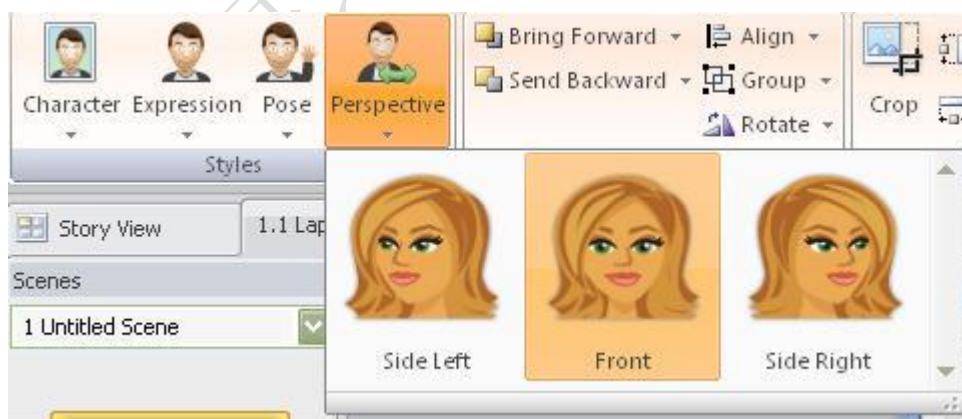 Character Expression Pose Perspective
Styles
Bring Forward
Send Backward
Align
Group
Rotate
Crop
Story View
1.1 Lap
Scenes
1 Untitled Scene
Side Left
Front
Side Right